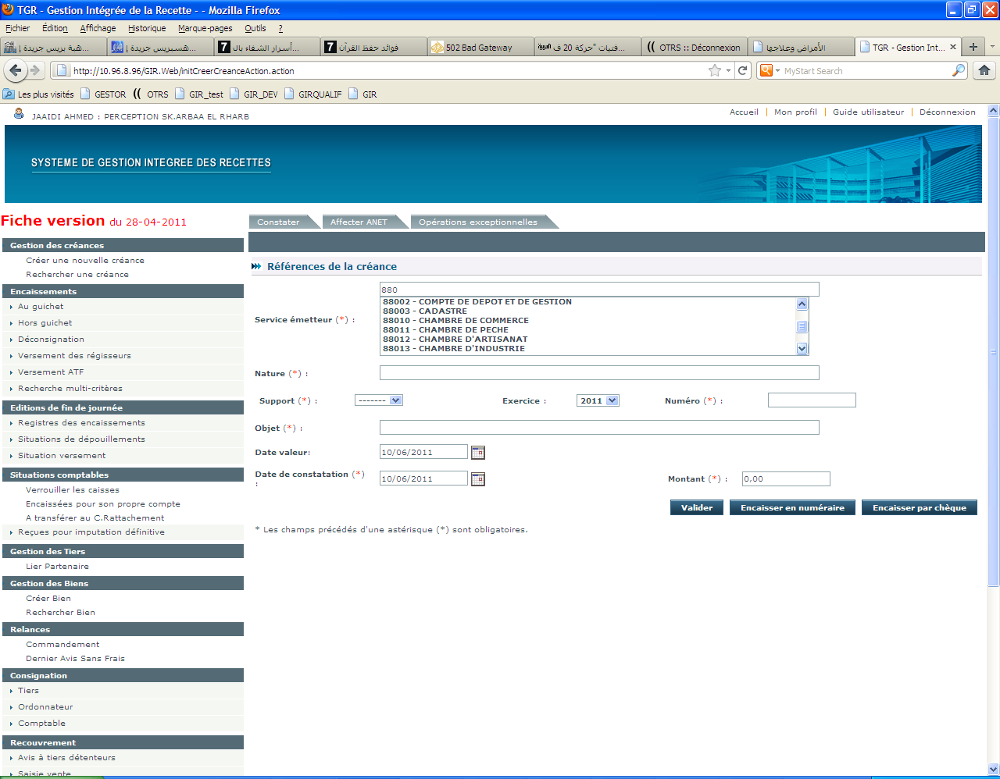 TGR - Gestion Intégrée de la Recette - - Mozilla Firefox
Fichier Édition Affichage Historique Marque-pages Outils ?
هبة بريس جريدة إ... هسبريس جريدة إ... أسرار الشفاء بال... فوائد حفظ القرآن 502 Bad Gateway فتيات "حركة 20 ف... OTRS :: Déconnexion الأمراض وعلاجها TGR - Gestion Int...
http://10.96.8.96/GIR.Web/initCreerCreanceAction.action MyStart Search
Les plus visités GESTOR OTRS GIR_test GIR_DEV GIRQUALIF GIR
JAAIDI AHMED : PERCEPTION SK.ARBAA EL RHARB
Accueil | Mon profil | Guide utilisateur | Déconnexion
SYSTEME DE GESTION INTEGREE DES RECETTES
Fiche version du 28-04-2011
Gestion des créances
Créer une nouvelle créance
Rechercher une créance
Encaissements
Au guichet
Hors guichet
Déconsignation
Versement des régisseurs
Versement ATF
Recherche multi-critères
Editions de fin de journée
Registres des encaissements
Situations de dépouillements
Situation versement
Situations comptables
Verrouiller les caisses
Encaissées pour son propre compte
A transférer au C.Rattachement
Reçues pour imputation définitive
Gestion des Tiers
Lier Partenaire
Gestion des Biens
Créer Bien
Rechercher Bien
Relances
Commandement
Dernier Avis Sans Frais
Consignation
Tiers
Ordonnateur
Comptable
Recouvrement
Avis à tiers détenteurs
Saisie vente
Constater Affecter ANET Opérations exceptionnelles
Références de la créance
880
Service émetteur (*) :
88002 - COMPTE DE DEPOT ET DE GESTION
88003 - CADASTRE
88010 - CHAMBRE DE COMMERCE
88011 - CHAMBRE DE PECHE
88012 - CHAMBRE D'ARTISANAT
88013 - CHAMBRE D'INDUSTRIE
Nature (*) :
Support (*) : ------- Exercice : 2011 Numéro (*) :
Objet (*) :
Date valeur: 10/06/2011
Date de constatation (*) : 10/06/2011 Montant (*) : 0,00
Valider Encaisser en numéraire Encaisser par chèque
* Les champs précédés d'une astérisque (*) sont obligatoires.